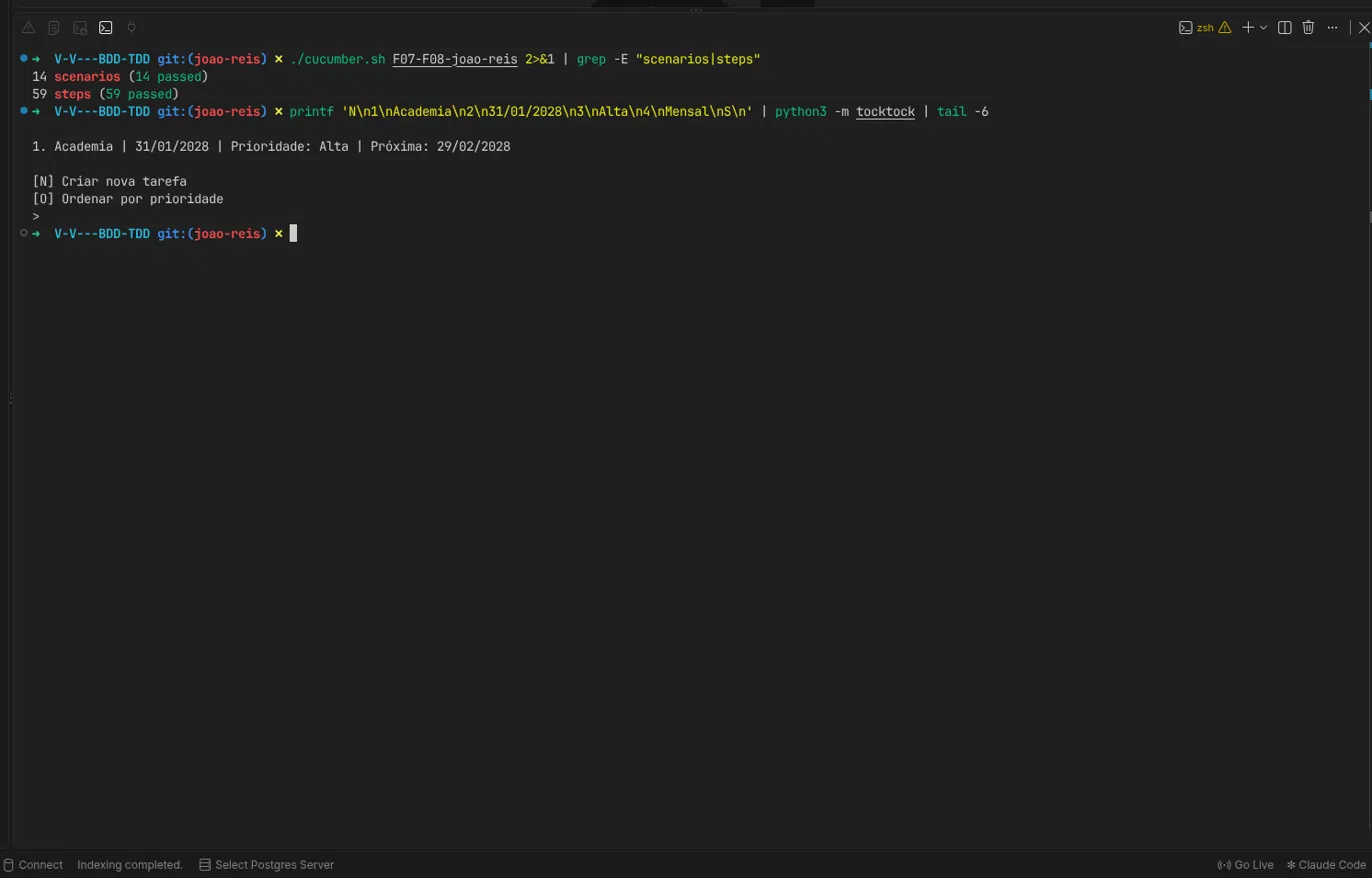 zsh
V-V---BDD-TDD git:(joao-reis) × ./cucumber.sh F07-F08-joao-reis 2>&1 | grep -E "scenarios|steps"
14 scenarios (14 passed)
59 steps (59 passed)
V-V---BDD-TDD git:(joao-reis) × printf 'N\n1\nAcademia\n2\n31/01/2028\n3\nAlta\n4\nMensal\nS\n' | python3 -m tocktock | tail -6
1. Academia | 31/01/2028 | Prioridade: Alta | Próxima: 29/02/2028
[N] Criar nova tarefa
[O] Ordenar por prioridade
>
V-V---BDD-TDD git:(joao-reis) ×
Connect Indexing completed. Select Postgres Server Go Live Claude Code